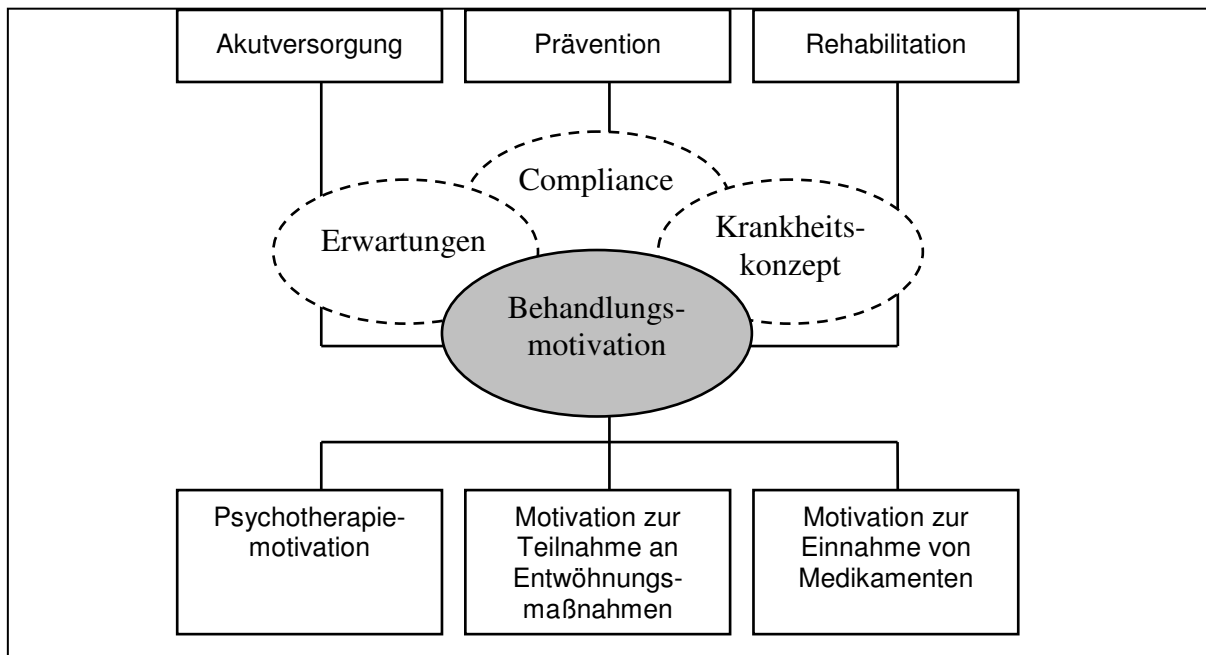 Akutversorgung
Prävention
Rehabilitation
Compliance
Erwartungen
Krankheits-
konzept
Behandlungs-
motivation
Psychotherapie-
motivation
Motivation zur
Teilnahme an
Entwöhnungs-
maßnahmen
Motivation zur
Einnahme von
Medikamenten